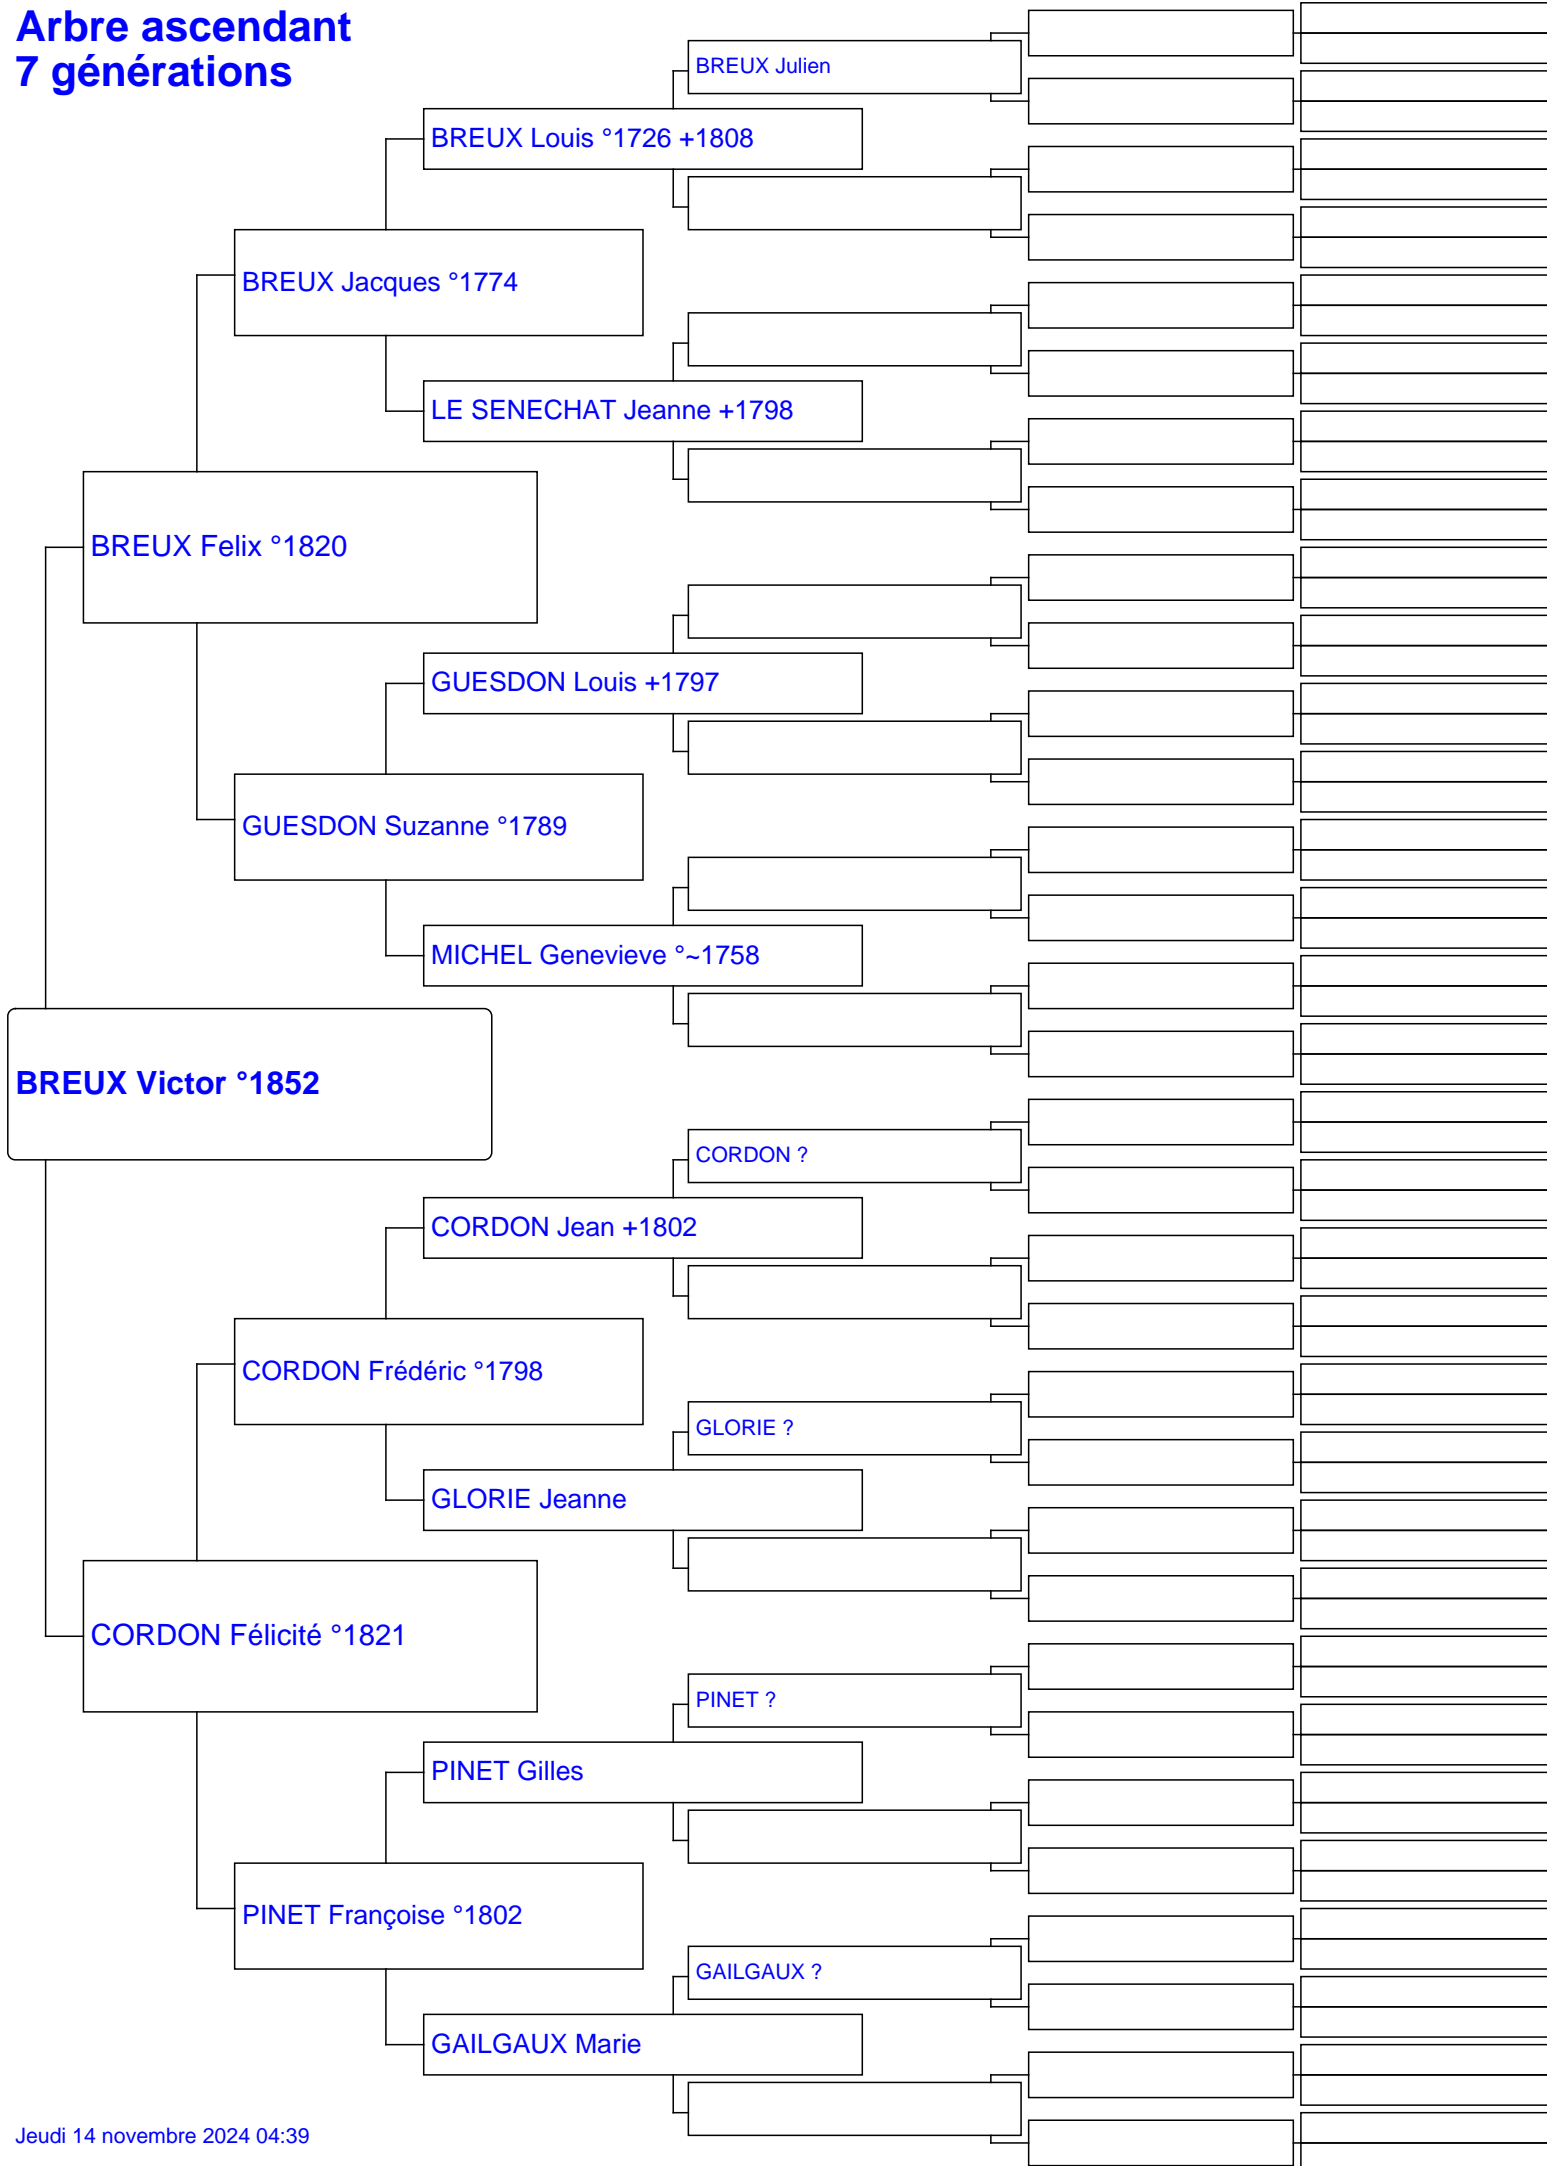 Arbre ascendant
7 générations
BREUX Julien
BREUX Louis °1726 +1808
BREUX Jacques °1774
LE SENECHAT Jeanne +1798
BREUX Felix °1820
GUESDON Louis +1797
GUESDON Suzanne °1789
MICHEL Genevieve °~1758
BREUX Victor °1852
CORDON ?
CORDON Jean +1802
CORDON Frédéric °1798
GLORIE ?
GLORIE Jeanne
CORDON Félicité °1821
PINET ?
PINET Gilles
PINET Françoise °1802
GAILGAUX ?
GAILGAUX Marie
Jeudi 14 novembre 2024 04:39